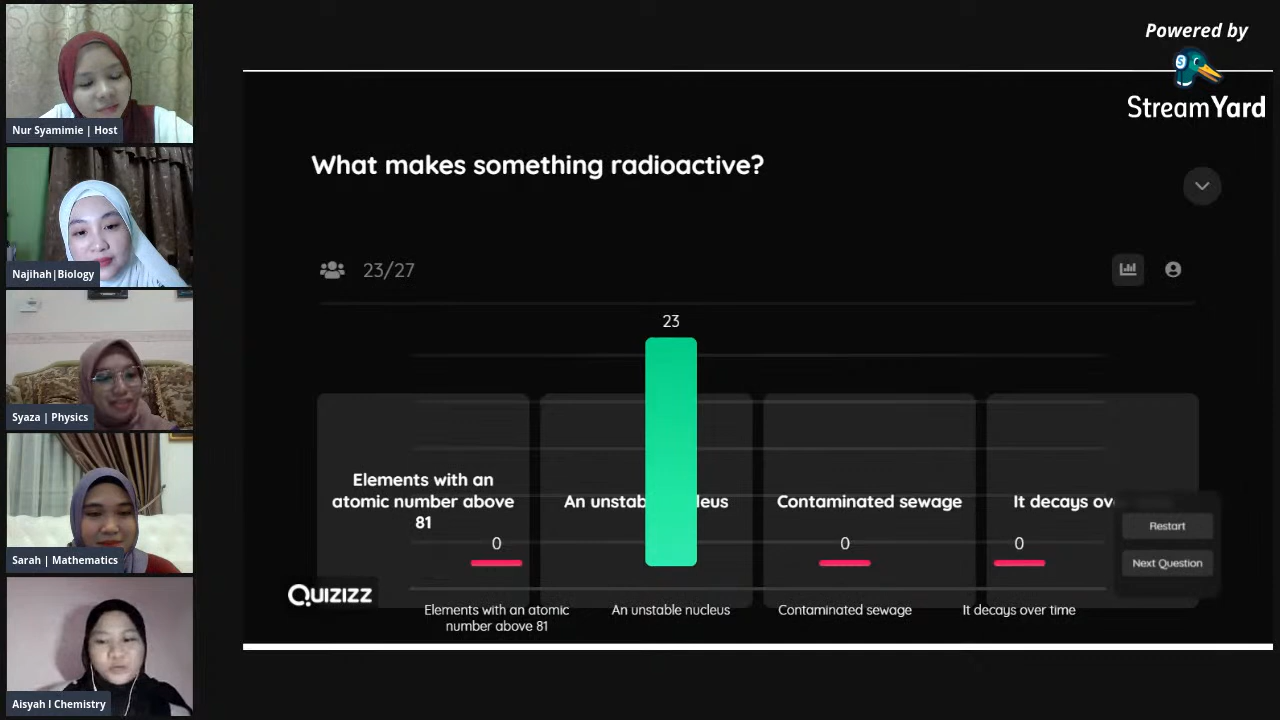 Powered by
StreamYard
Nur Syamimie | Host
Najihah|Biology
Syaza | Physics
Sarah | Mathematics
Aisyah I Chemistry
What makes something radioactive?
23/27
23
Elements with an
atomic number above
81
An unstab leus
Contaminated sewage
It decays ov
0
0
0
Restart
Next Question
Quizizz
Elements with an atomic
number above 81
An unstable nucleus
Contaminated sewage
It decays over time